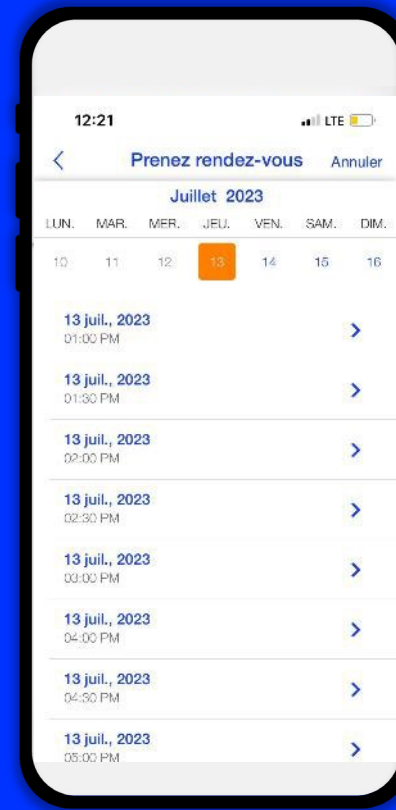 12:21 LTE
Prenez rendez-vous Annuler
Juillet 2023
LUN. MAR. MER. JEU. VEN. SAM. DIM.
10 11 12 13 14 15 16
13 juil., 2023
01:00 PM
13 juil., 2023
01:30 PM
13 juil., 2023
02:00 PM
13 juil., 2023
02:30 PM
13 juil., 2023
03:00 PM
13 juil., 2023
04:00 PM
13 juil., 2023
04:30 PM
13 juil., 2023
05:00 PM